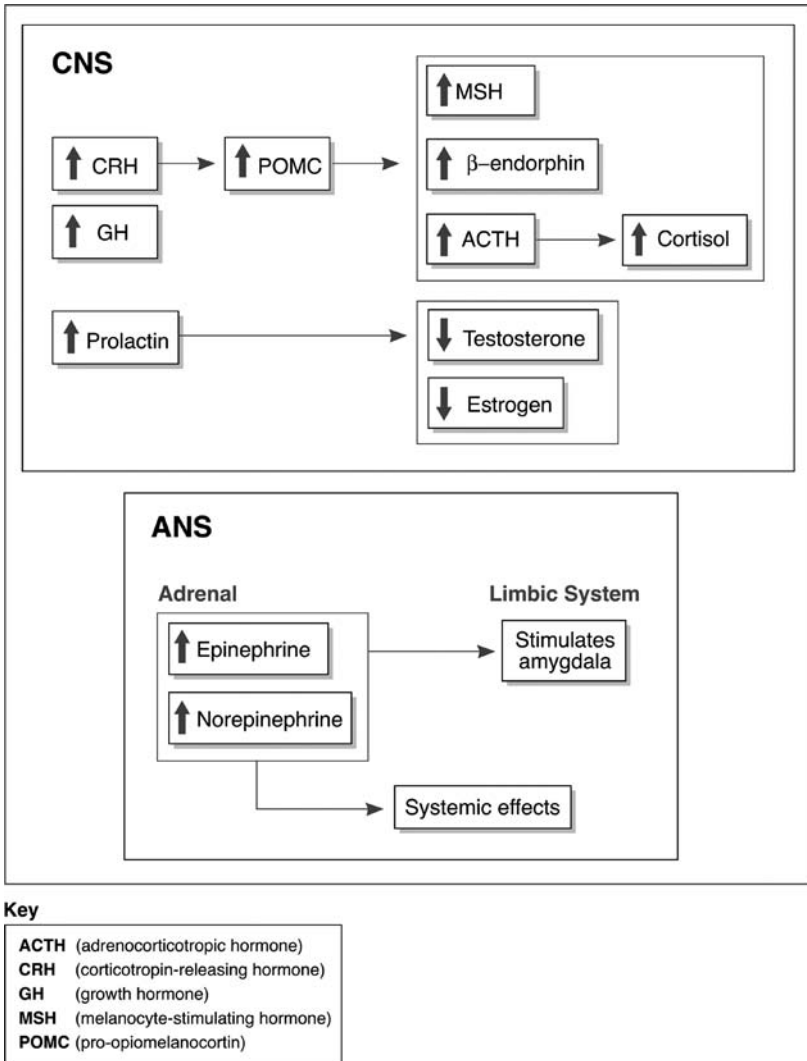 CNS
CRH
POMC
MSH
β-endorphin
ACTH
Cortisol
GH
Prolactin
Testosterone
Estrogen
ANS
Adrenal
Limbic System
Epinephrine
Norepinephrine
Stimulates
amygdala
Systemic effects
Key
ACTH (adrenocorticotropic hormone)
CRH (corticotropin-releasing hormone)
GH (growth hormone)
MSH (melanocyte-stimulating hormone)
POMC (pro-opiomelanocortin)